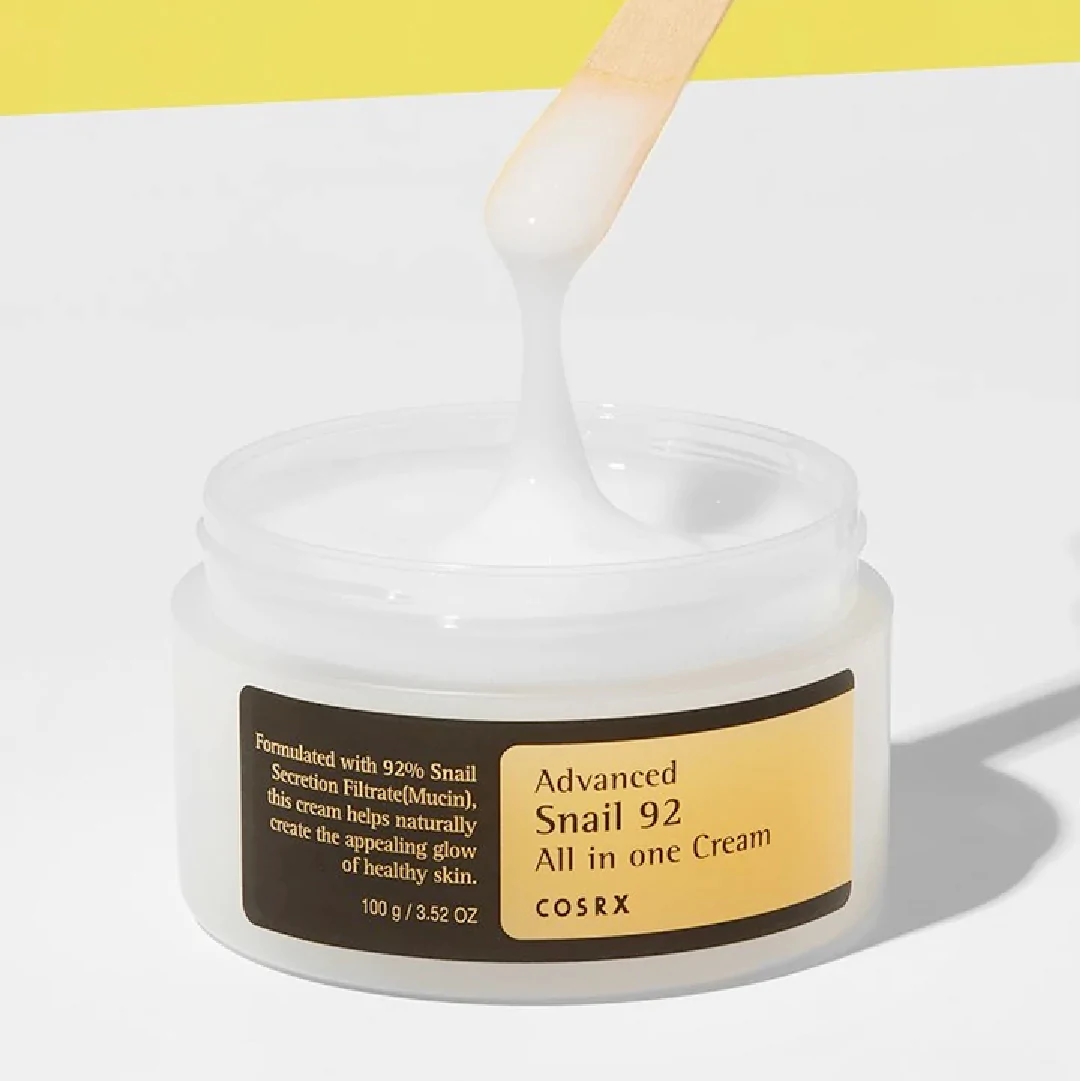 Formulated with 92% Snail
Secretion Filtrate(Mucin),
this cream helps naturally
create the appealing glow
of healthy skin.
100 g / 3.52 OZ
Advanced
Snail 92
All in one Cream
COSRX